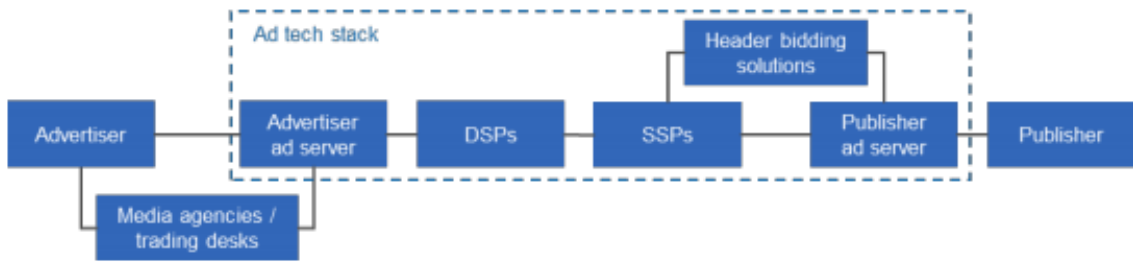 Ad tech stack
Header bidding
solutions
Advertiser
Advertiser
ad server
DSPs
SSPs
Publisher
ad server
Publisher
Media agencies /
trading desks